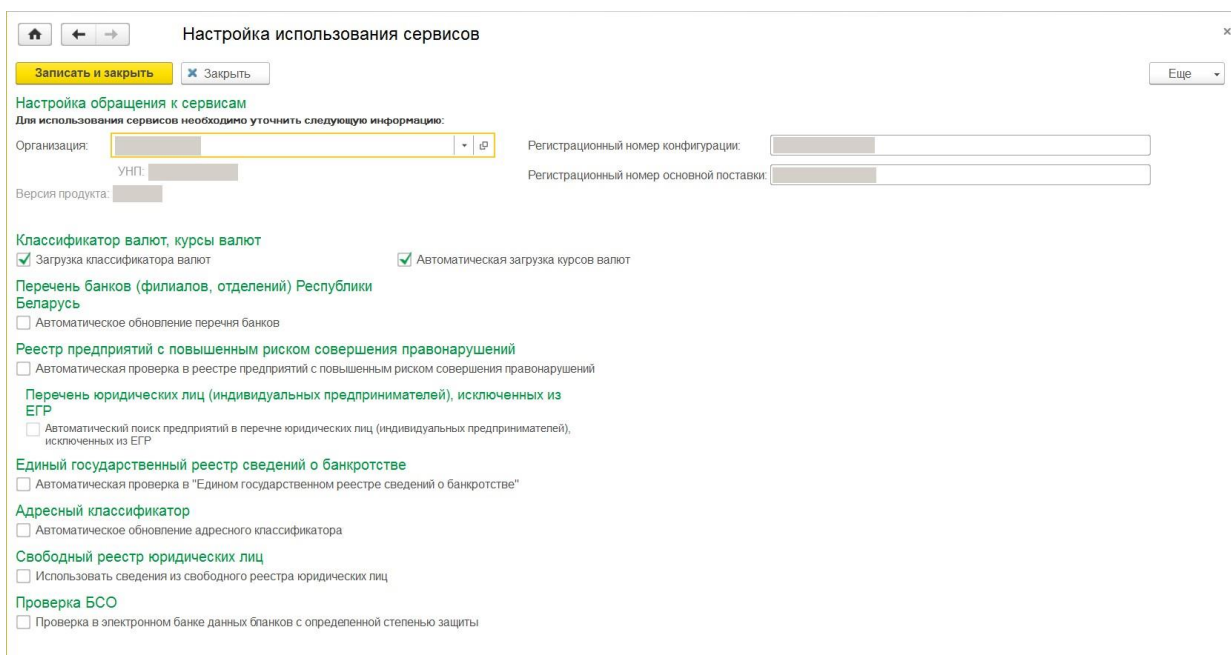 Настройка использования сервисов
Записать и закрыть
Закрыть
Еще
Настройка обращения к сервисам
Для использования сервисов необходимо уточнить следующую информацию:
Организация:
Регистрационный номер конфигурации:
УНП:
Регистрационный номер основной поставки:
Версия продукта:
Классификатор валют, курсы валют
Загрузка классификатора валют
Автоматическая загрузка курсов валют
Перечень банков (филиалов, отделений) Республики
Беларусь
Автоматическое обновление перечня банков
Реестр предприятий с повышенным риском совершения правонарушений
Автоматическая проверка в реестре предприятий с повышенным риском совершения правонарушений
Перечень юридических лиц (индивидуальных предпринимателей), исключенных из
ЕГР
Автоматический поиск предприятий в перечне юридических лиц (индивидуальных предпринимателей),
исключенных из ЕГР
Единый государственный реестр сведений о банкротстве
Автоматическая проверка в "Едином государственном реестре сведений о банкротстве"
Адресный классификатор
Автоматическое обновление адресного классификатора
Свободный реестр юридических лиц
Использовать сведения из свободного реестра юридических лиц
Проверка БСО
Проверка в электронном банке данных бланков с определенной степенью защиты